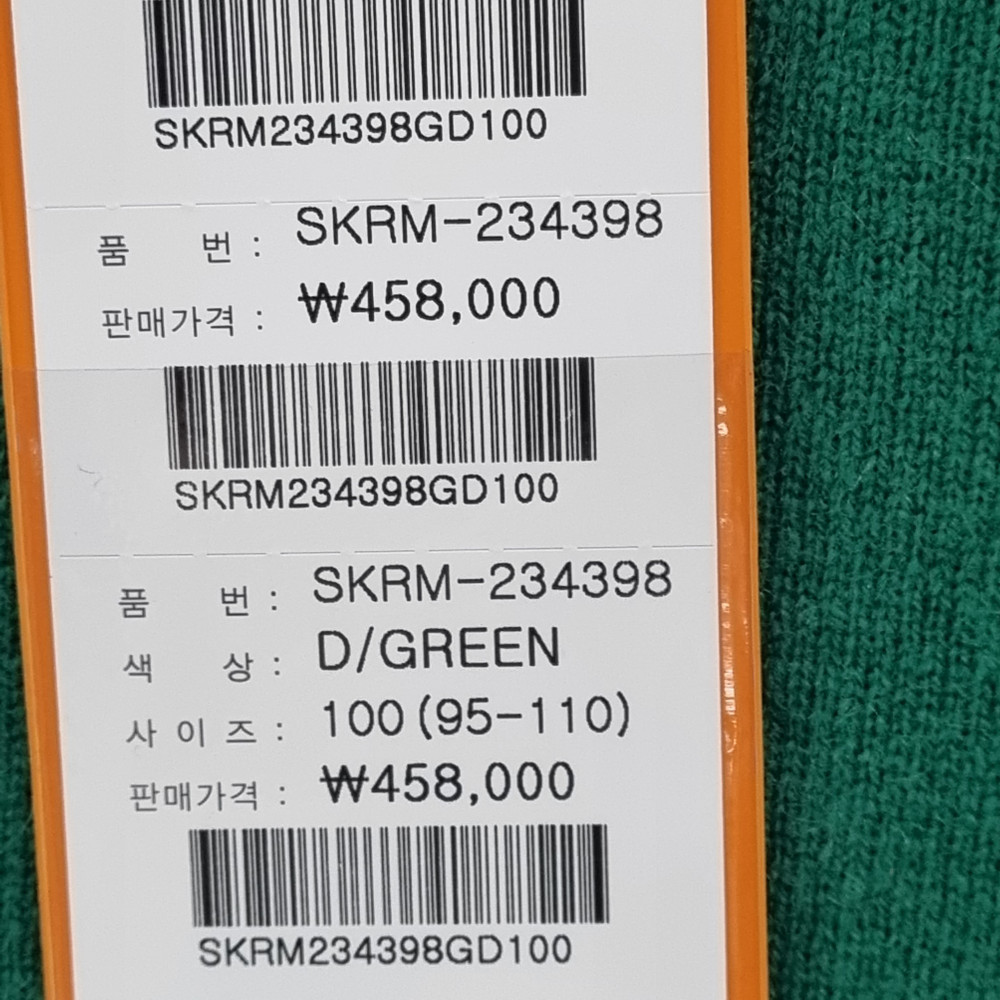 SKRM234398GD100
품 번 : SKRM-234398
판매가격 : ₩458,000
SKRM234398GD100
품 번 : SKRM-234398
색 상 : D/GREEN
사 이 즈 : 100(95-110)
판매가격 : ₩458,000
SKRM234398GD100